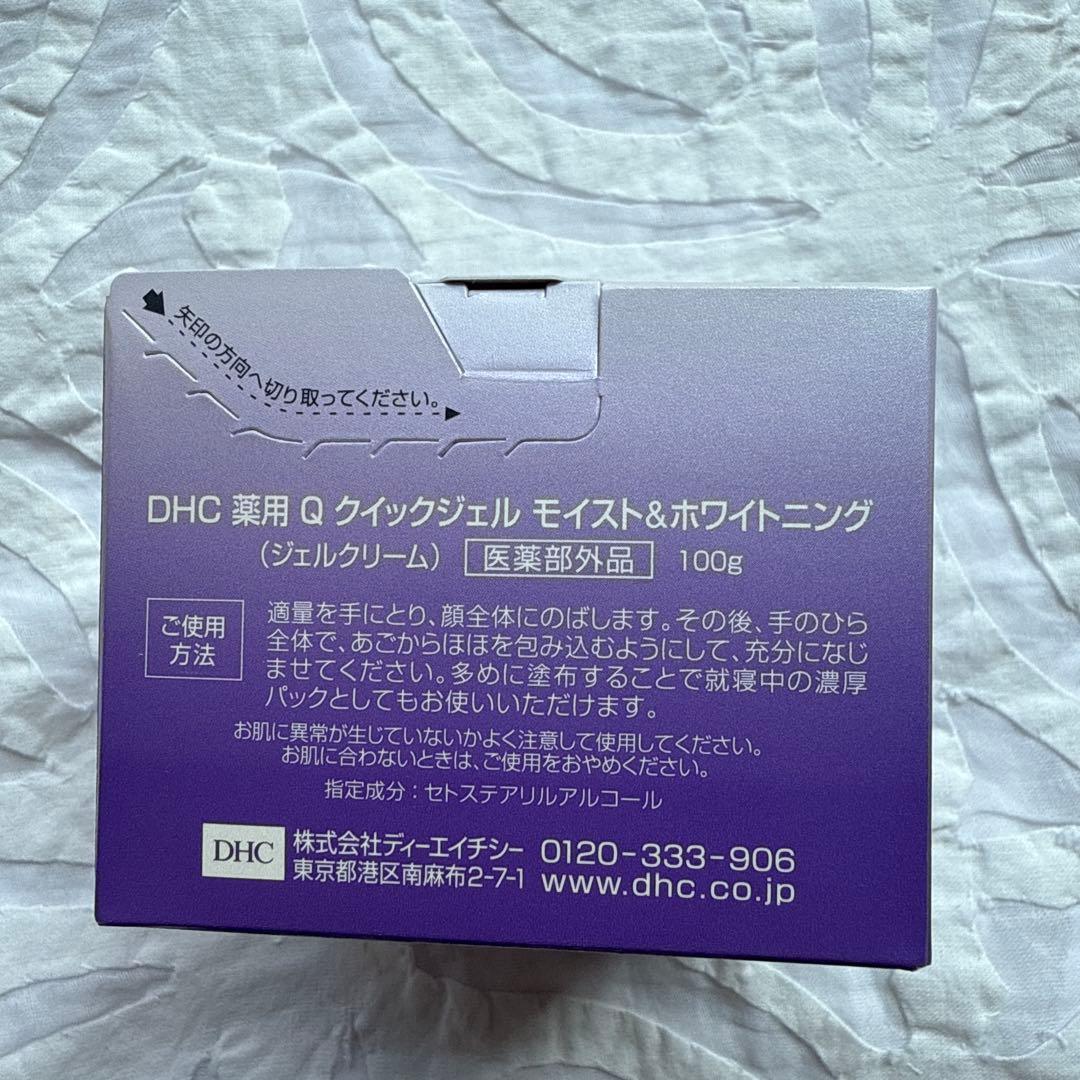 矢印の方向へ切り取ってください。
DHC 薬用 Q クイックジェル モイスト&ホワイトニング
(ジェルクリーム) 医薬部外品 100g
ご使用
方法
適量を手にとり、顔全体にのばします。その後、手のひら
全体で、あごからほほを包み込むようにして、充分になじ
ませてください。多めに塗布することで就寝中の濃厚
パックとしてもお使いいただけます。
お肌に異常が生じていないかよく注意して使用してください。
お肌に合わないときは、ご使用をおやめください。
指定成分:セトステアリルアルコール
DHC 株式会社ディーエイチシー 0120-333-906
東京都港区南麻布2-7-1 www.dhc.co.jp